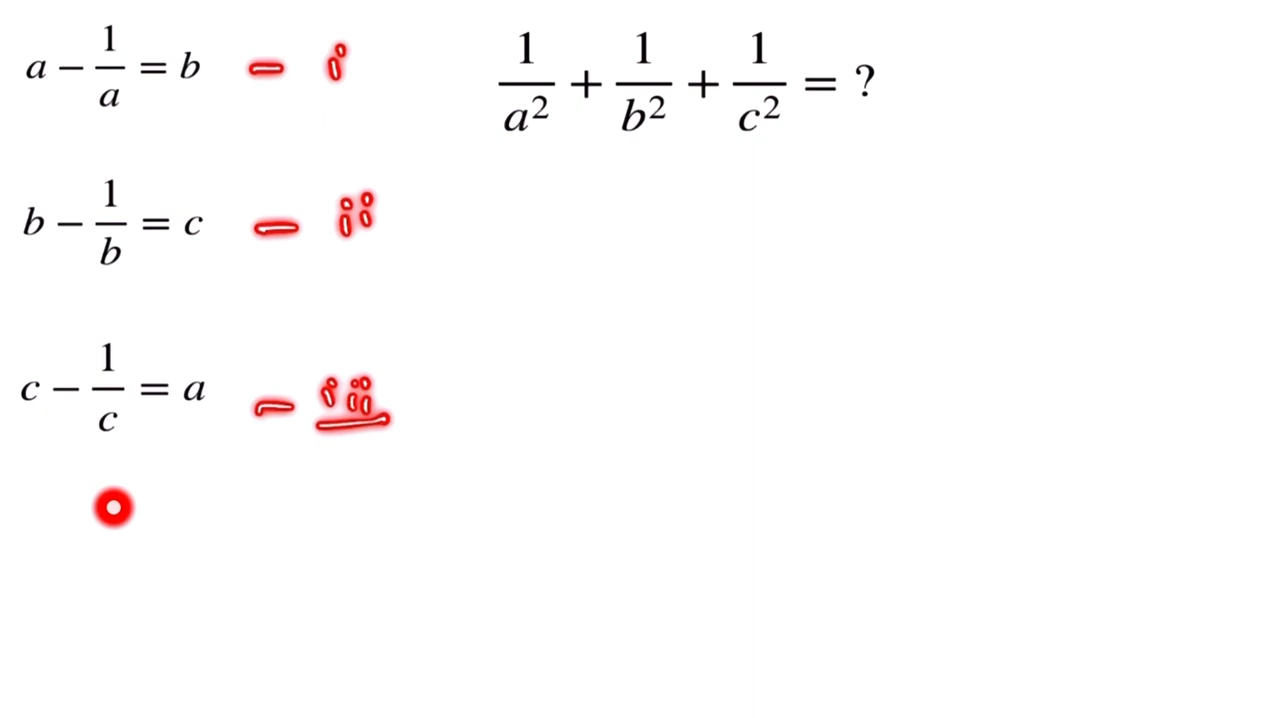 a − 1/a = b – i
1/a² + 1/b² + 1/c² = ?
b − 1/b = c – ii
c − 1/c = a – iii